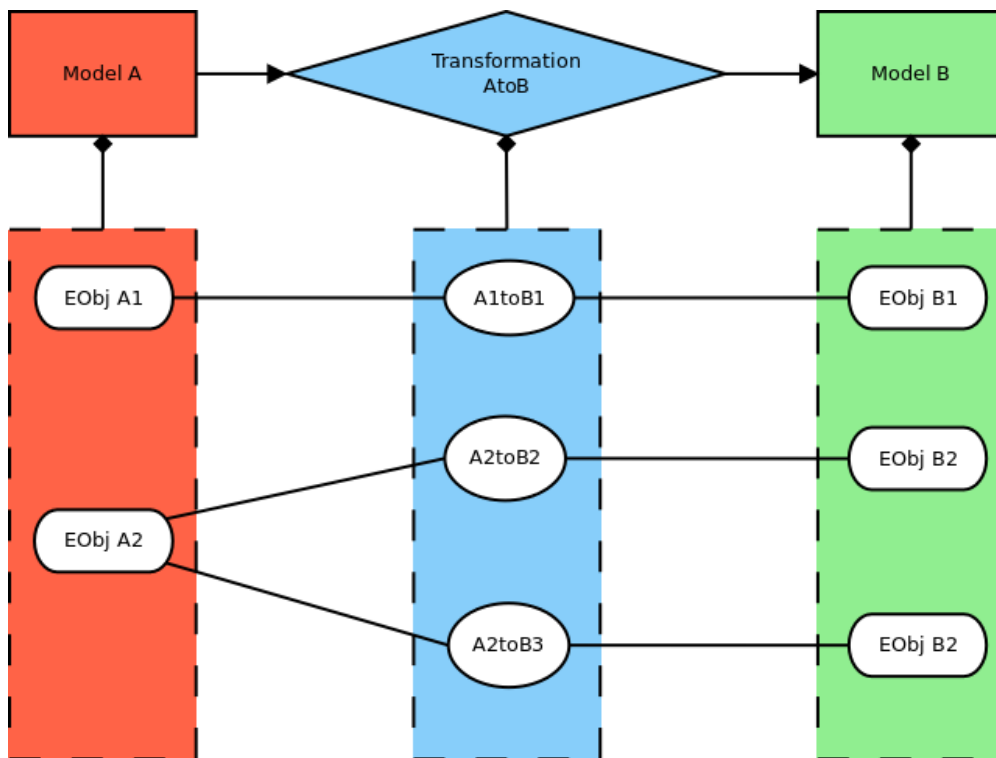 Model A
Transformation
AtoB
Model B
EObj A1
A1toB1
EObj B1
A2toB2
EObj B2
EObj A2
A2toB3
EObj B2